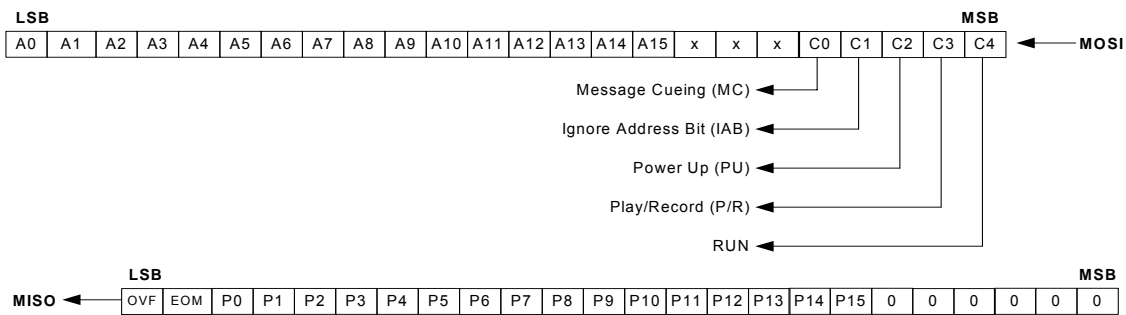 LSB MSB
A0 A1 A2 A3 A4 A5 A6 A7 A8 A9 A10 A11 A12 A13 A14 A15 x x x C0 C1 C2 C3 C4 MOSI
Message Cueing (MC)
Ignore Address Bit (IAB)
Power Up (PU)
Play/Record (P/R)
RUN
LSB MSB
MISO OVF EOM P0 P1 P2 P3 P4 P5 P6 P7 P8 P9 P10 P11 P12 P13 P14 P15 0 0 0 0 0 0